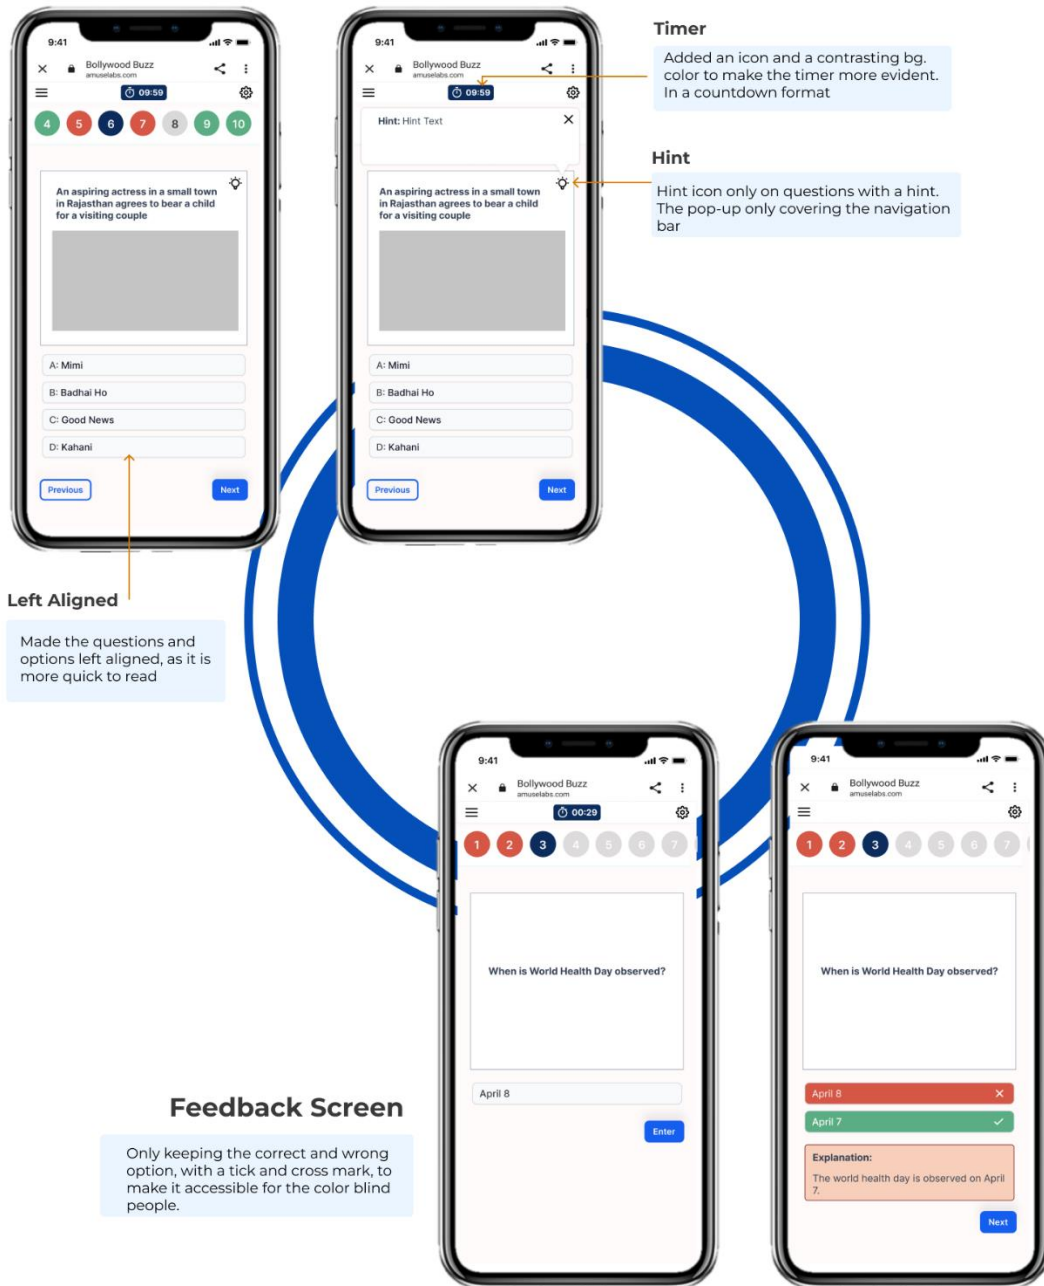 9:41
Bollywood Buzz
amuselabs.com
09:59
4 5 6 7 8 9 10
An aspiring actress in a small town
in Rajasthan agrees to bear a child
for a visiting couple
A: Mimi
B: Badhai Ho
C: Good News
D: Kahani
Previous
Next
9:41
Bollywood Buzz
amuselabs.com
09:59
Hint: Hint Text
An aspiring actress in a small town
in Rajasthan agrees to bear a child
for a visiting couple
A: Mimi
B: Badhai Ho
C: Good News
D: Kahani
Previous
Next
Timer
Added an icon and a contrasting bg.
color to make the timer more evident.
In a countdown format
Hint
Hint icon only on questions with a hint.
The pop-up only covering the navigation
bar
Left Aligned
Made the questions and
options left aligned, as it is
more quick to read
9:41
Bollywood Buzz
amuselabs.com
00:29
1 2 3 4 5 6 7
When is World Health Day observed?
April 8
Enter
9:41
Bollywood Buzz
amuselabs.com
1 2 3 4 5 6 7
When is World Health Day observed?
April 8
April 7
Explanation:
The world health day is observed on April
7.
Next
Feedback Screen
Only keeping the correct and wrong
option, with a tick and cross mark, to
make it accessible for the color blind
people.